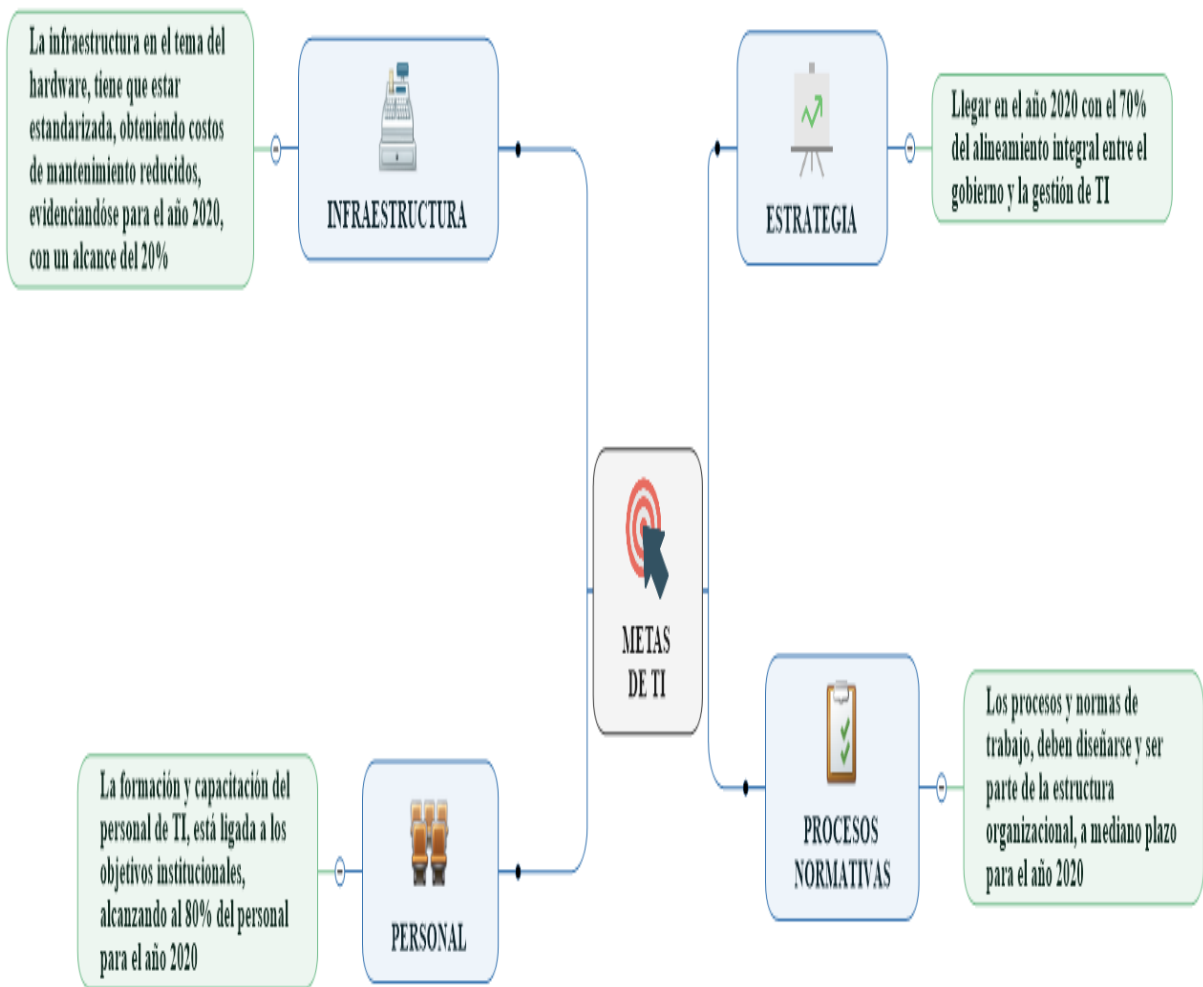 La infraestructura en el tema del
hardware, tiene que estar
estandarizada, obteniendo costos
de mantenimiento reducidos,
evidenciandóse para el año 2020,
con un alcance del 20%
INFRAESTRUCTURA
ESTRATEGIA
Llegar en el año 2020 con el 70%
del alineamiento integral entre el
gobierno y la gestión de TI
METAS
DE TI
La formación y capacitación del
personal de TI, está ligada a los
objetivos institucionales,
alcanzando al 80% del personal
para el año 2020
PERSONAL
PROCESOS
NORMATIVAS
Los procesos y normas de
trabajo, deben diseñarse y ser
parte de la estructura
organizacional, a mediano plazo
para el año 2020